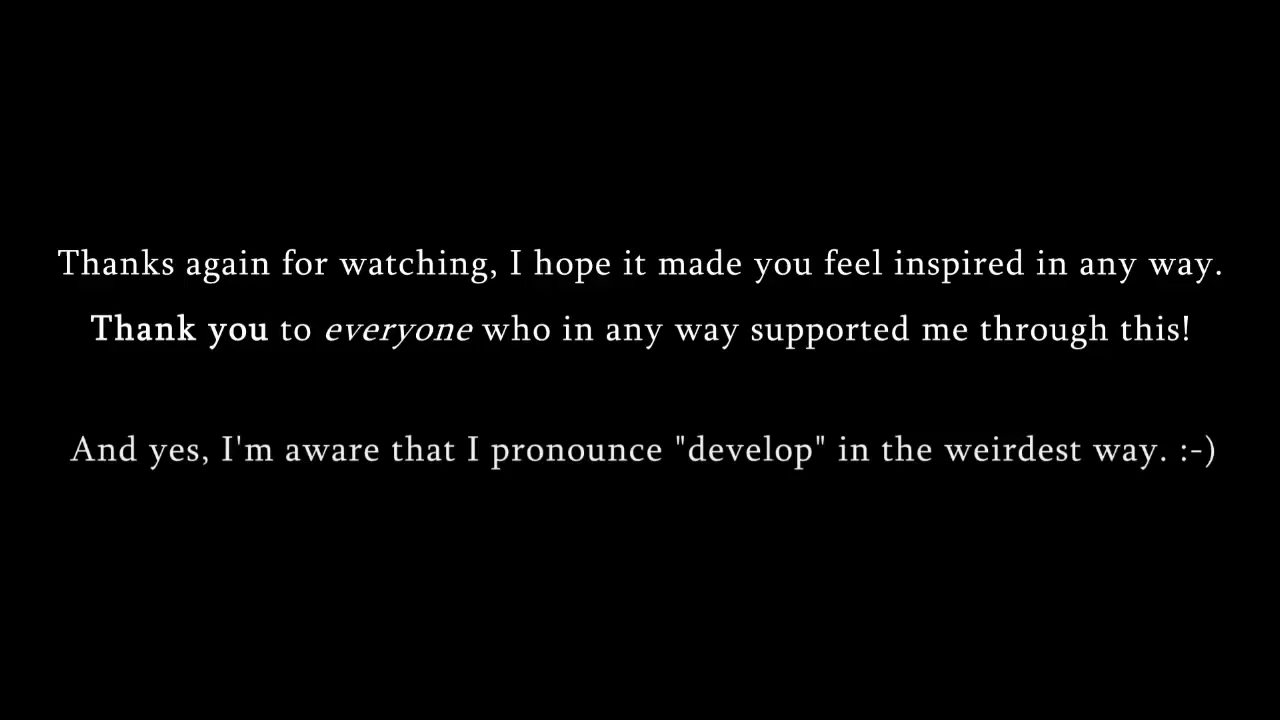 Thanks again for watching, I hope it made you feel inspired in any way.
Thank you to everyone who in any way supported me through this!
And yes, I'm aware that I pronounce "develop" in the weirdest way. :-)